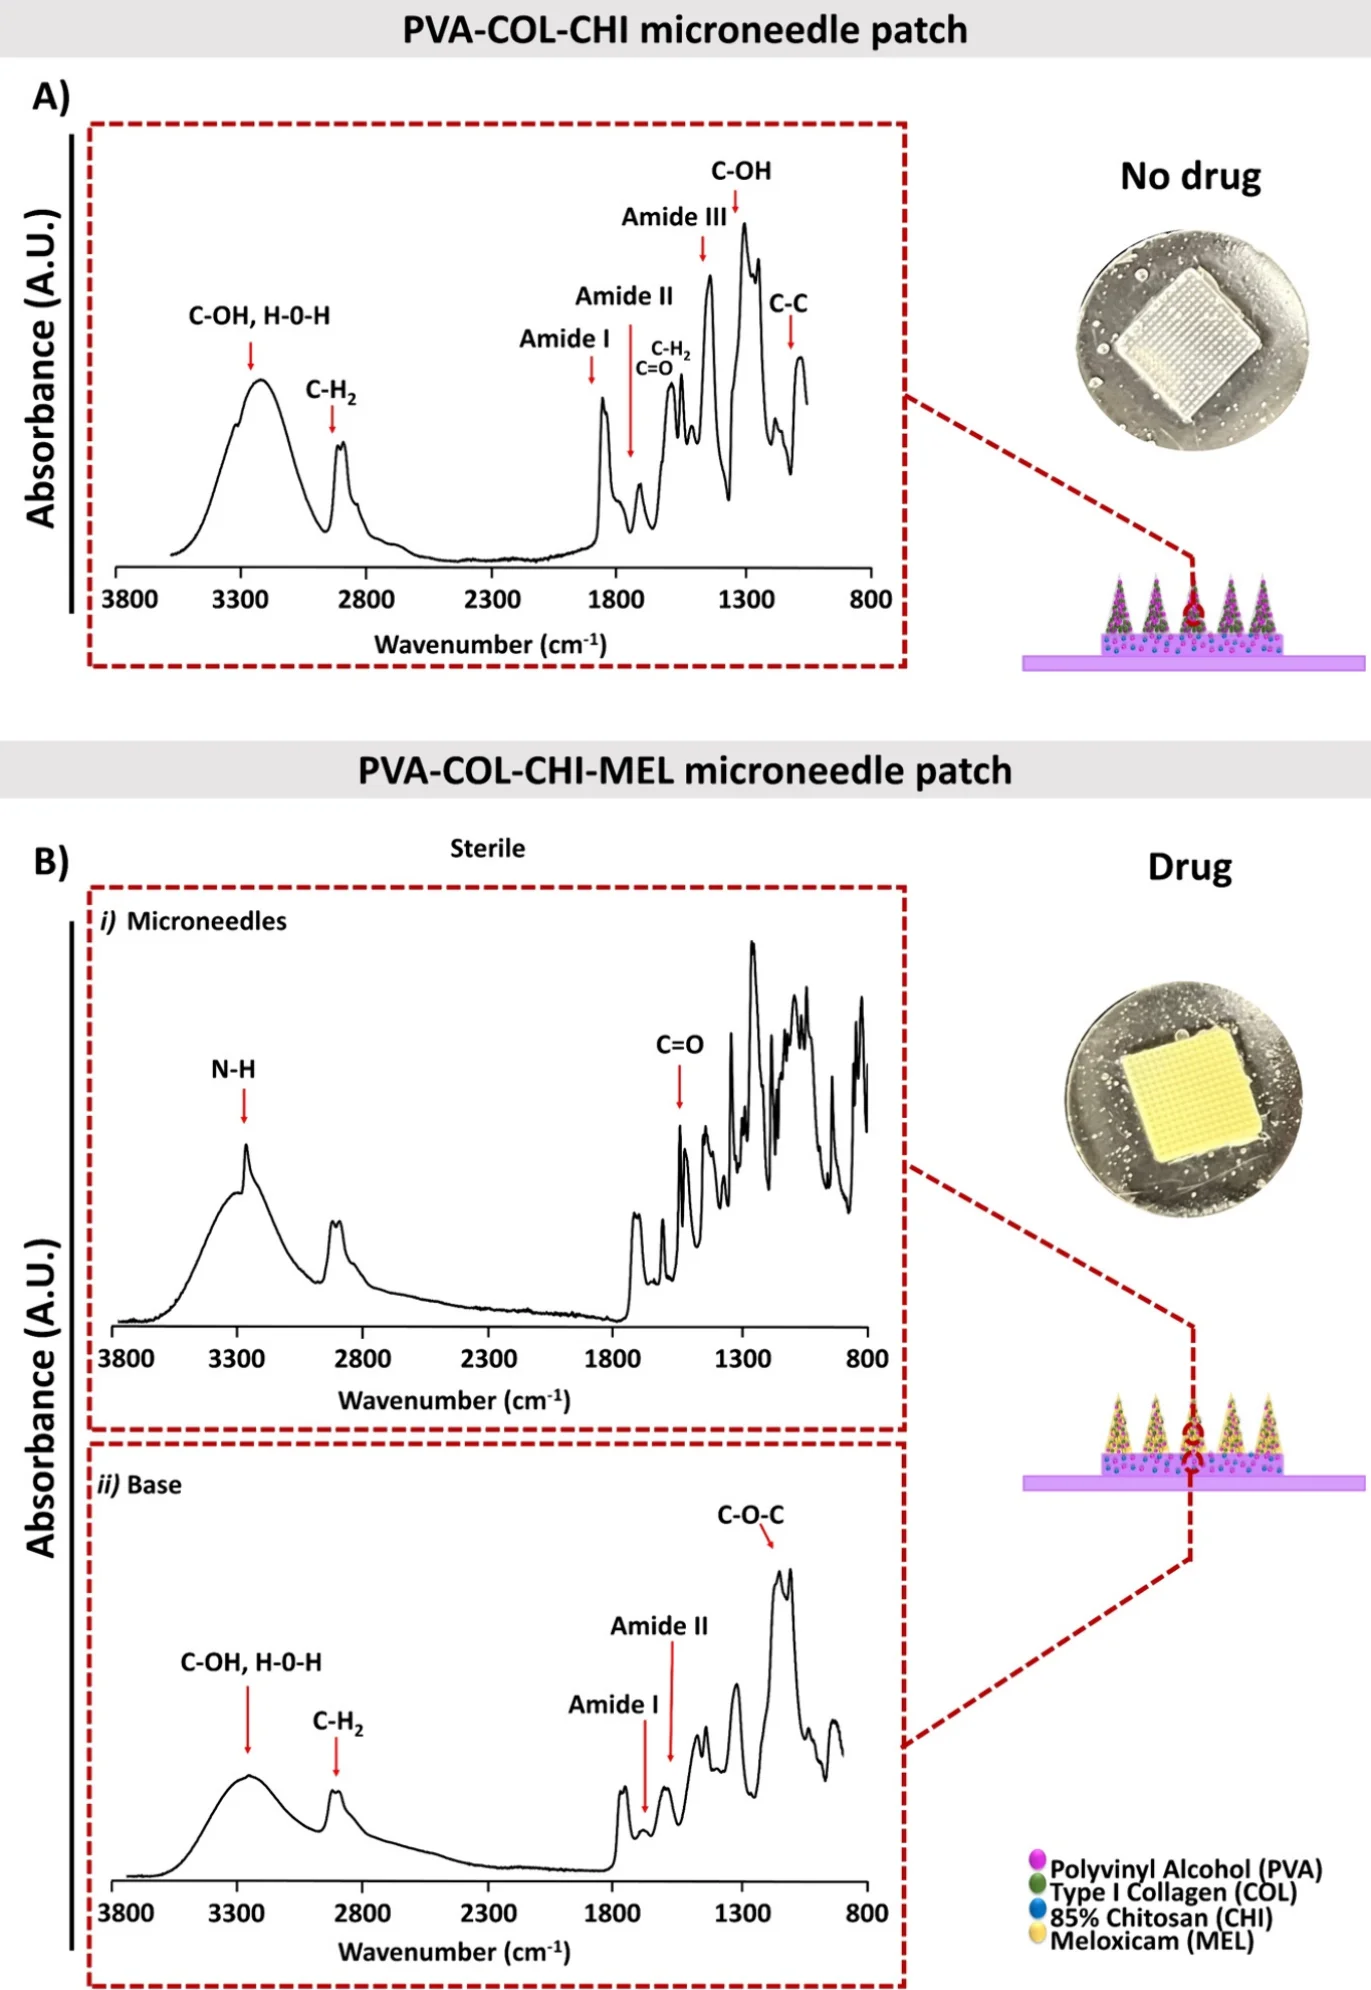 PVA-COL-CHI microneedle patch
A)
Absorbance (A.U.)
C-OH
Amide III
Amide II
C-C
C-OH, H-0-H
Amide I
C-H2
C=O
C-H2
3800 3300 2800 2300 1800 1300 800
Wavenumber (cm-1)
No drug
PVA-COL-CHI-MEL microneedle patch
B)
Sterile
Drug
Absorbance (A.U.)
i) Microneedles
C=O
N-H
3800 3300 2800 2300 1800 1300 800
Wavenumber (cm-1)
ii) Base
C-O-C
Amide II
C-OH, H-0-H
Amide I
C-H2
3800 3300 2800 2300 1800 1300 800
Wavenumber (cm-1)
Polyvinyl Alcohol (PVA)
Type I Collagen (COL)
85% Chitosan (CHI)
Meloxicam (MEL)